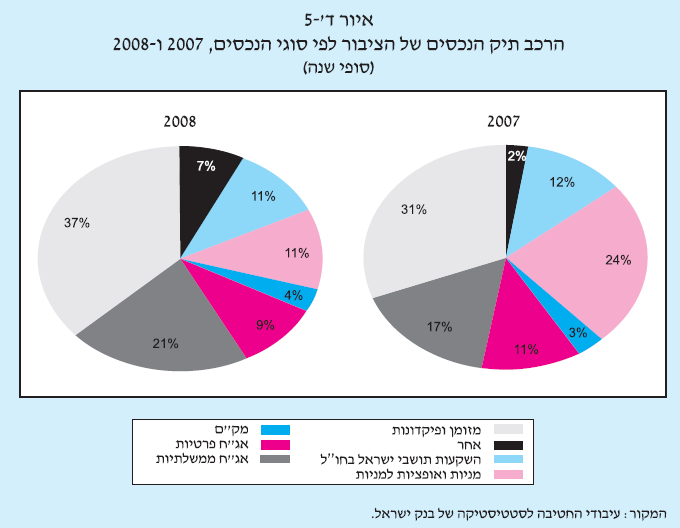 איור ד'-5
הרכב תיק הנכסים של הציבור לפי סוגי הנכסים, 2007 ו-2008
(סופי שנה)
2007
2%
12%
24%
3%
11%
17%
31%
2008
7%
11%
11%
4%
9%
21%
37%
מזומן ופיקדונות
אחר
השקעות תושבי ישראל בחו"ל
מניות ואופציות למניות
מק"ם
אג"ח פרטיות
אג"ח ממשלתיות
המקור: עיבודי החטיבה לסטטיסטיקה של בנק ישראל.